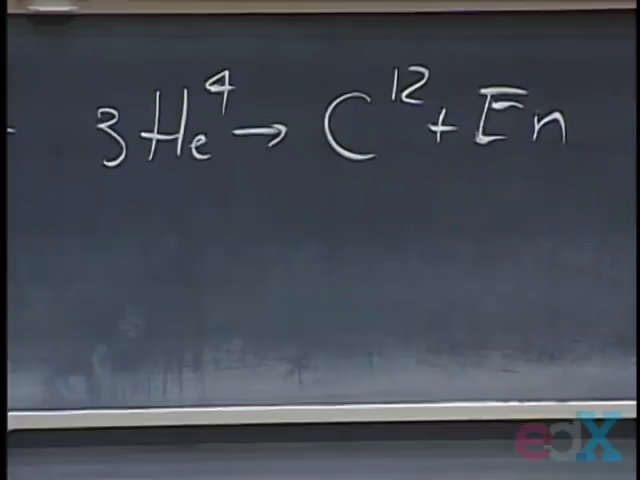 3He⁴ → C¹² + En
edX